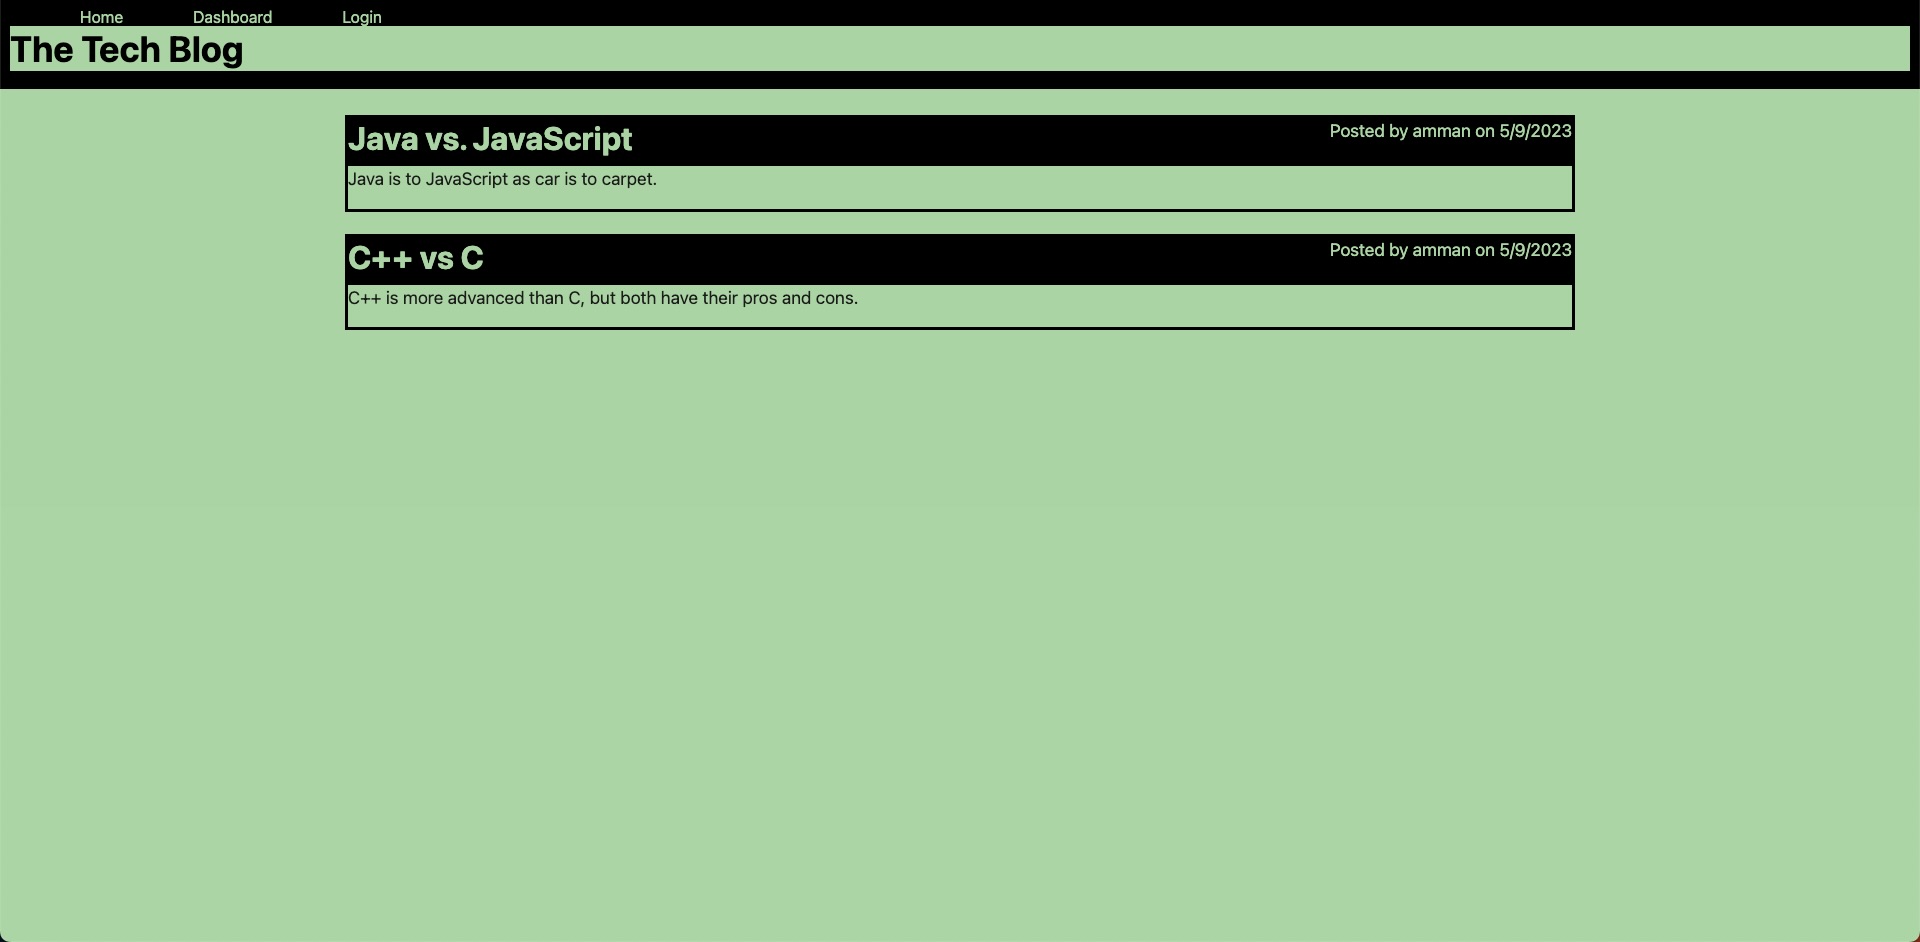 Home Dashboard Login
The Tech Blog
Java vs. JavaScript Posted by amman on 5/9/2023
Java is to JavaScript as car is to carpet.
C++ vs C Posted by amman on 5/9/2023
C++ is more advanced than C, but both have their pros and cons.